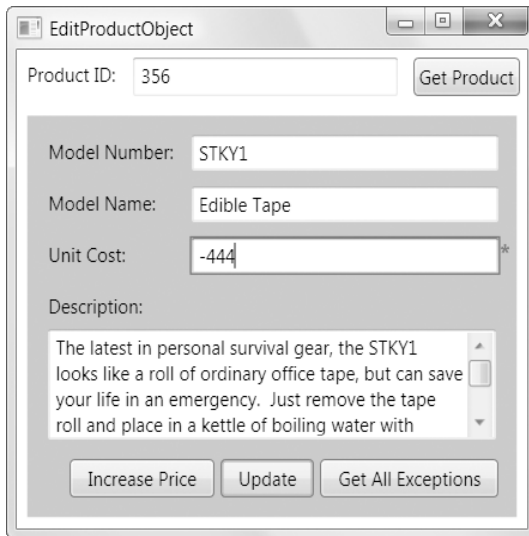 EditProductObject
Product ID: 356 Get Product
Model Number: STKY1
Model Name: Edible Tape
Unit Cost: -444 *
Description:
The latest in personal survival gear, the STKY1
looks like a roll of ordinary office tape, but can save
your life in an emergency. Just remove the tape
roll and place in a kettle of boiling water with
Increase Price Update Get All Exceptions